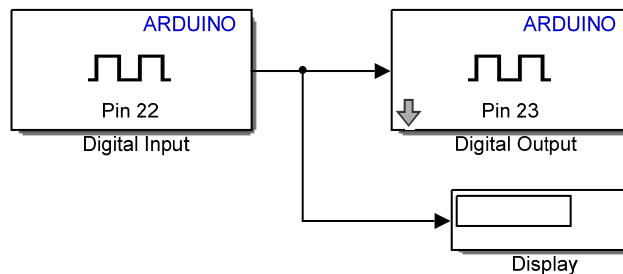 ARDUINO
Pin 22
Digital Input
ARDUINO
Pin 23
Digital Output
Display